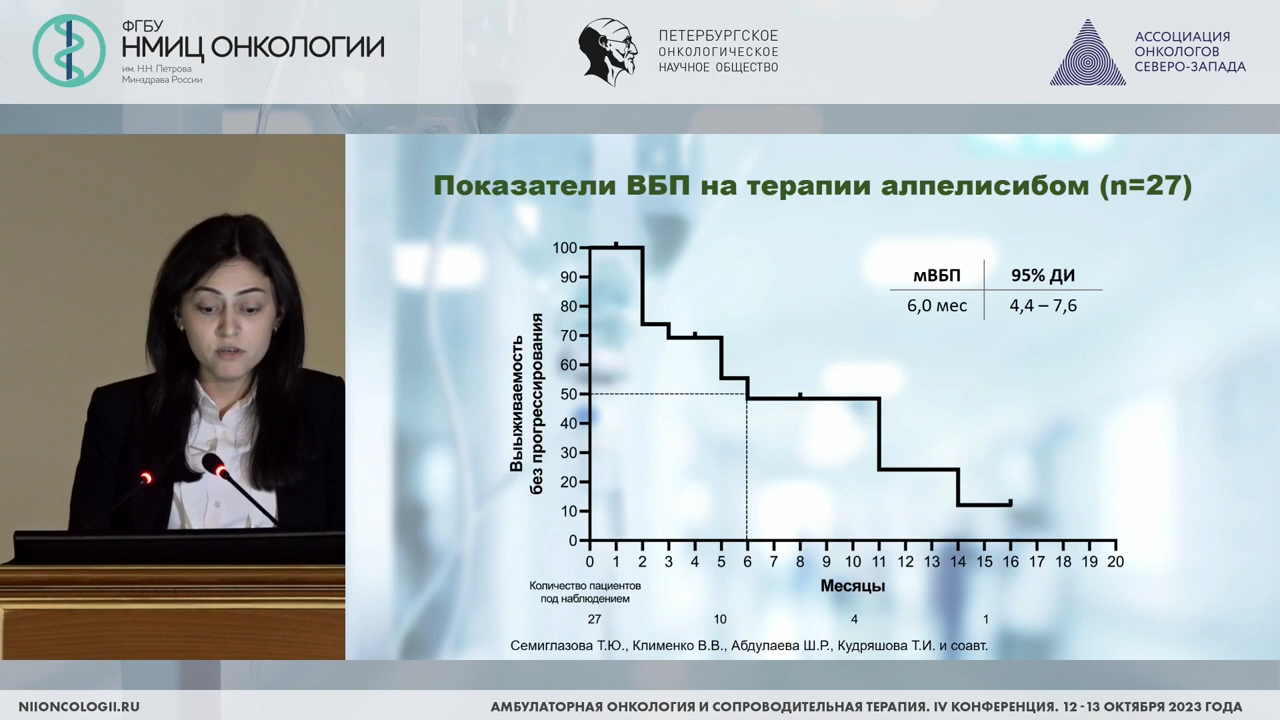 ФГБУ
НМИЦ ОНКОЛОГИИ
им. Н.Н. Петрова
Минздрава России
ПЕТЕРБУРГСКОЕ
ОНКОЛОГИЧЕСКОЕ
НАУЧНОЕ ОБЩЕСТВО
АССОЦИАЦИЯ
ОНКОЛОГОВ
СЕВЕРО-ЗАПАДА
Показатели ВБП на терапии алпелисибом (n=27)
мВБП 95% ДИ
6,0 мес 4,4 – 7,6
Выыживаемость
без прогрессирования
100
90
80
70
60
50
40
30
20
10
0
0 1 2 3 4 5 6 7 8 9 10 11 12 13 14 15 16 17 18 19 20
Месяцы
Количество пациентов
под наблюдением
27 10 4 1
Семиглазова Т.Ю., Клименко В.В., Абдулаева Ш.Р., Кудряшова Т.И. и соавт.
NIIONCOLOGII.RU
АМБУЛАТОРНАЯ ОНКОЛОГИЯ И СОПРОВОДИТЕЛЬНАЯ ТЕРАПИЯ. IV КОНФЕРЕНЦИЯ. 12-13 ОКТЯБРЯ 2023 ГОДА